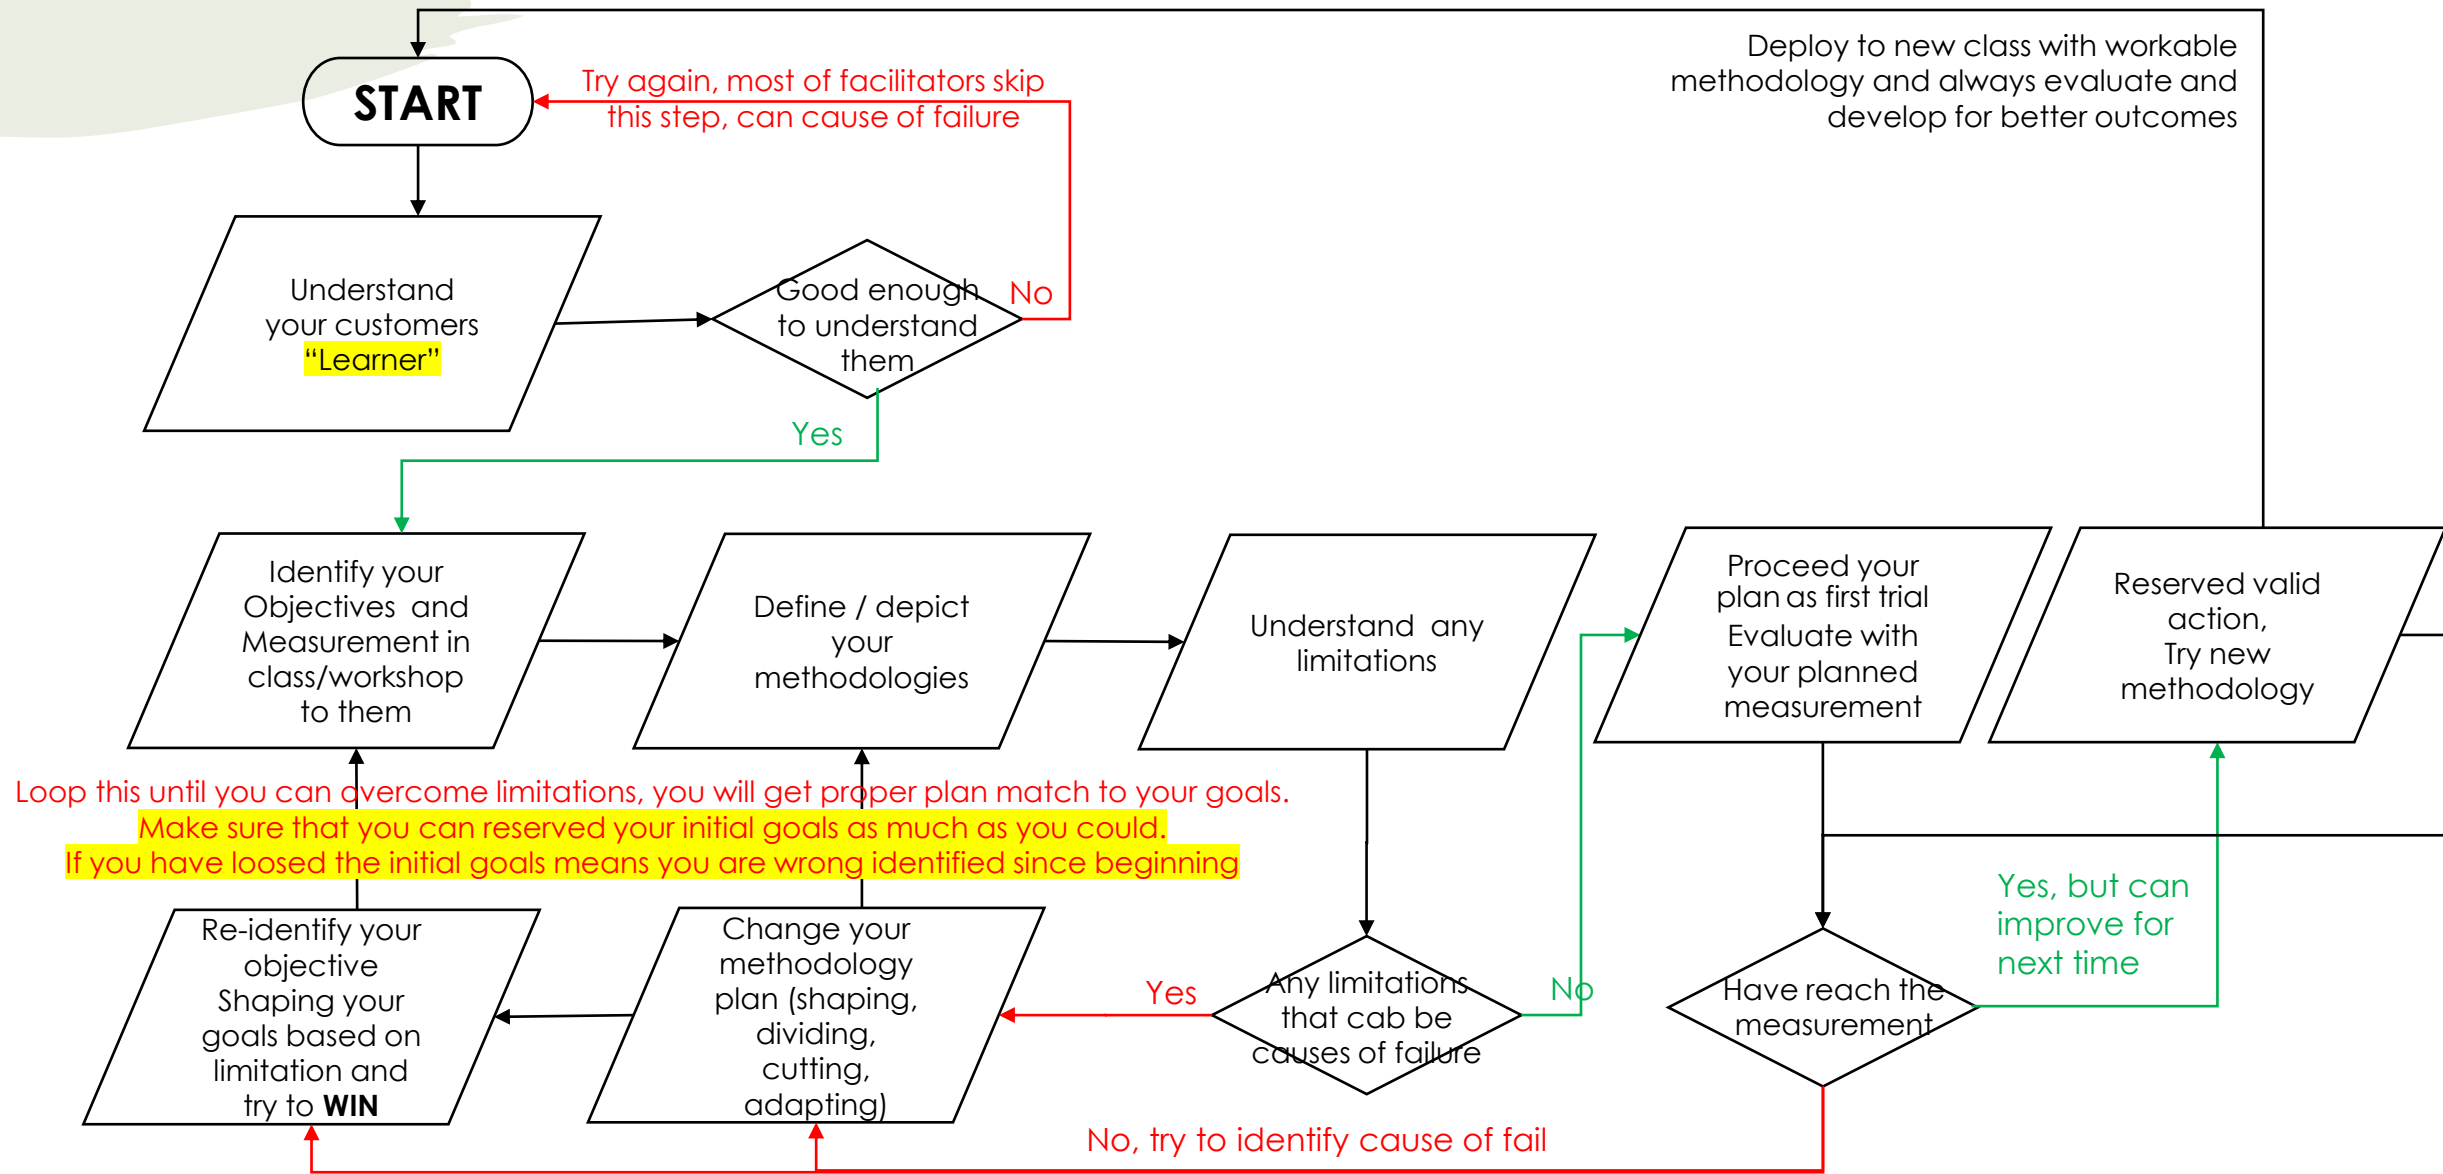 START
Try again, most of facilitators skip
this step, can cause of failure
Deploy to new class with workable
methodology and always evaluate and
develop for better outcomes
Understand
your customers
“Learner”
Good enough
to understand
them
No
Yes
Identify your
Objectives and
Measurement in
class/workshop
to them
Define / depict
your
methodologies
Understand any
limitations
Proceed your
plan as first trial
Evaluate with
your planned
measurement
Reserved valid
action,
Try new
methodology
Loop this until you can overcome limitations, you will get proper plan match to your goals.
Make sure that you can reserved your initial goals as much as you could.
If you have loosed the initial goals means you are wrong identified since beginning
Re-identify your
objective
Shaping your
goals based on
limitation and
try to WIN
Change your
methodology
plan (shaping,
dividing,
cutting,
adapting)
Yes
Any limitations
that cab be
causes of failure
No
Have reach the
measurement
Yes, but can
improve for
next time
No, try to identify cause of fail